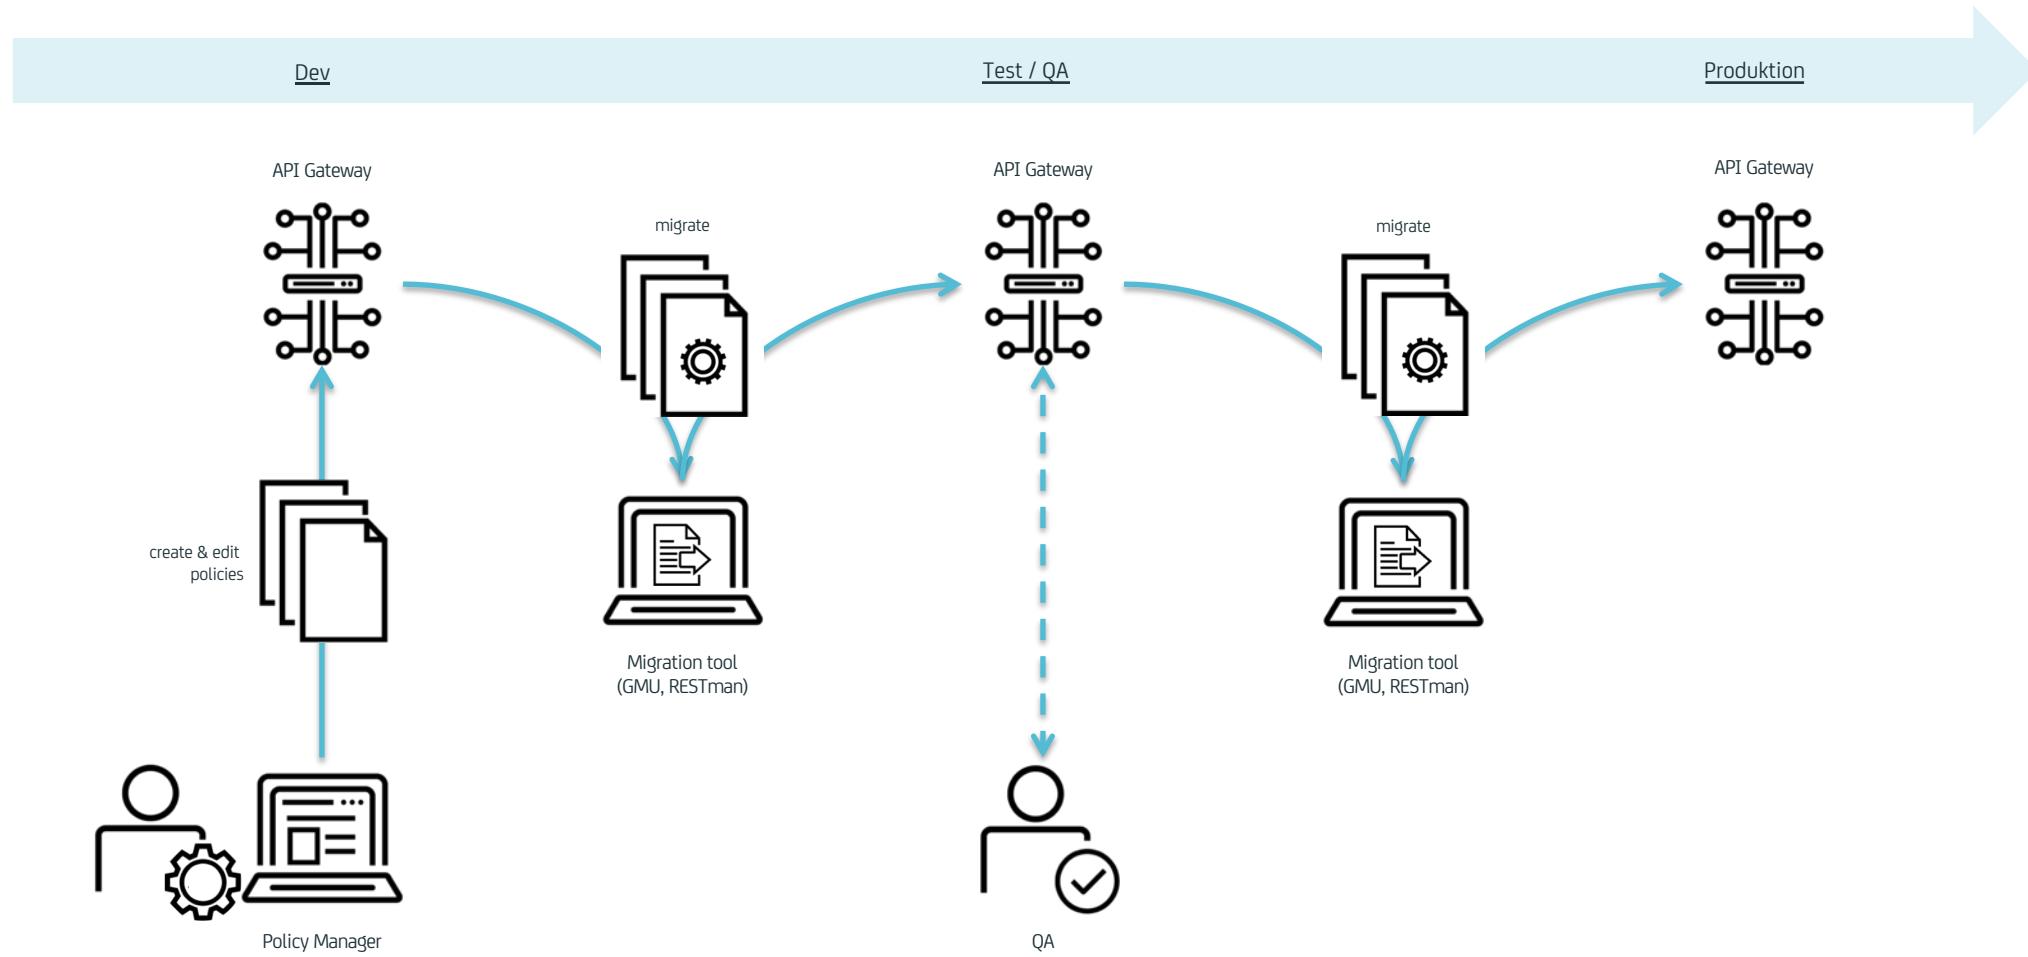 Dev
Test / QA
Produktion
API Gateway
API Gateway
API Gateway
migrate
migrate
create & edit
policies
Migration tool
(GMU, RESTman)
Migration tool
(GMU, RESTman)
Policy Manager
QA